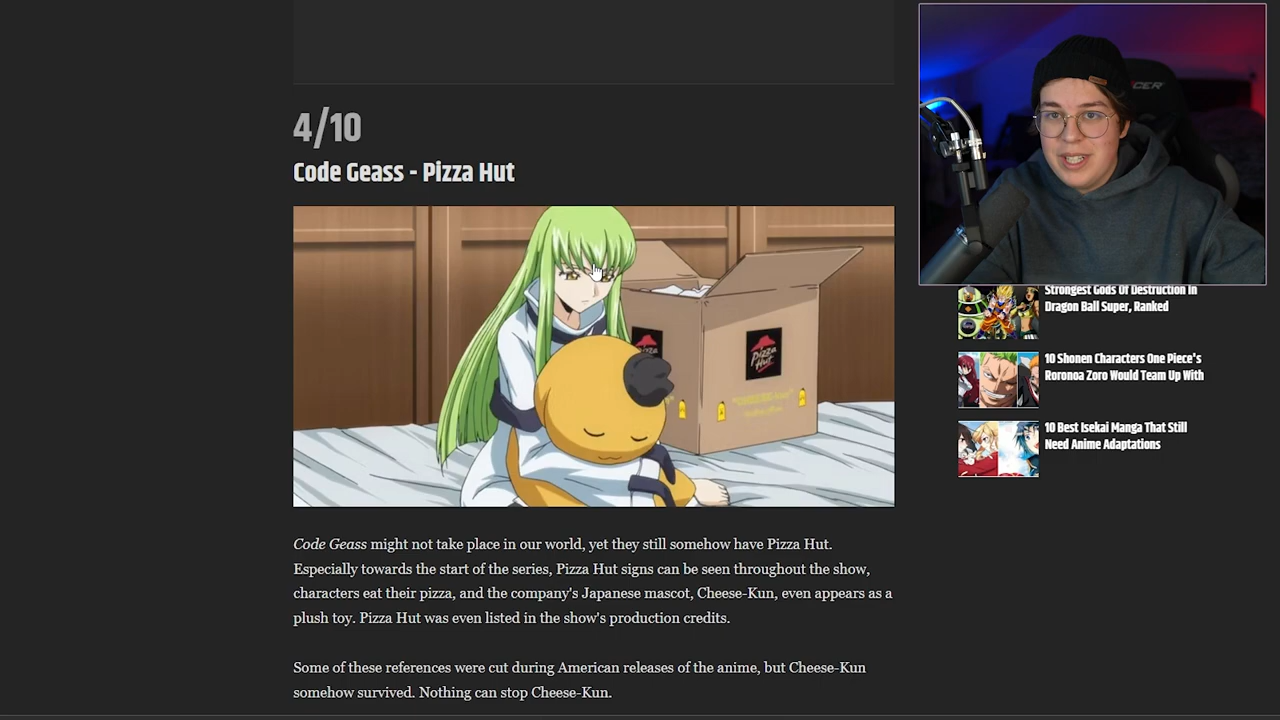 4/10
Code Geass - Pizza Hut
Pizza
Hut
Code Geass might not take place in our world, yet they still somehow have Pizza Hut.
Especially towards the start of the series, Pizza Hut signs can be seen throughout the show,
characters eat their pizza, and the company's Japanese mascot, Cheese-Kun, even appears as a
plush toy. Pizza Hut was even listed in the show's production credits.
Some of these references were cut during American releases of the anime, but Cheese-Kun
somehow survived. Nothing can stop Cheese-Kun.
Strongest Gods Of Destruction In
Dragon Ball Super, Ranked
10 Shonen Characters One Piece's
Roronoa Zoro Would Team Up With
10 Best Isekai Manga That Still
Need Anime Adaptations